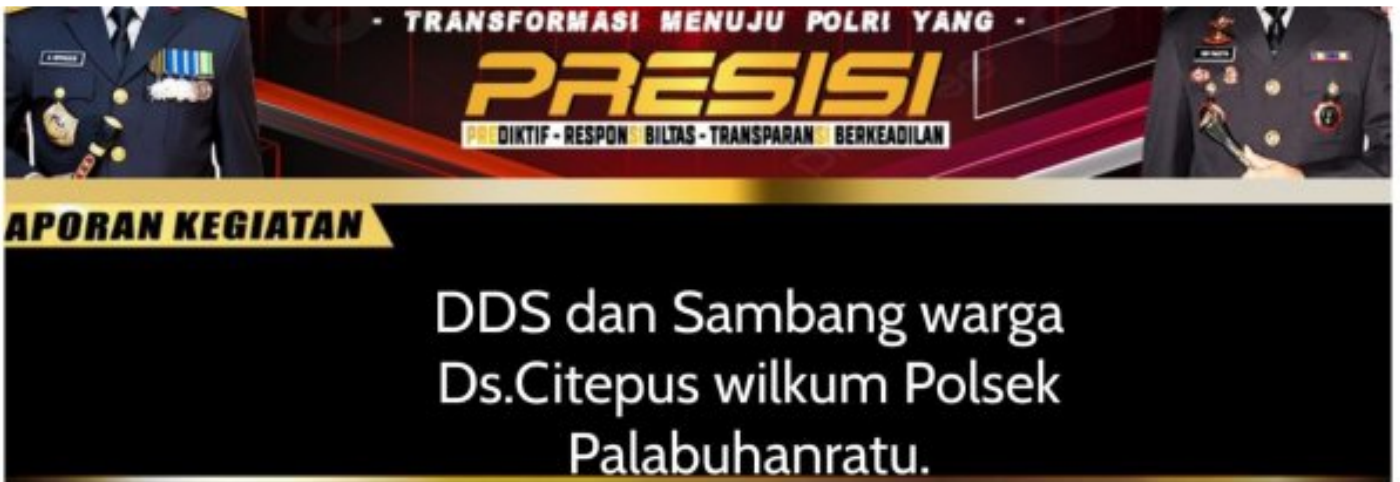 - TRANSFORMASI MENUJU POLRI YANG -
PRESISI
PREDIKTIF - RESPONSIBILTAS - TRANSPARANSI BERKEADILAN
APORAN KEGIATAN
DDS dan Sambang warga
Ds.Citepus wilkum Polsek
Palabuhanratu.